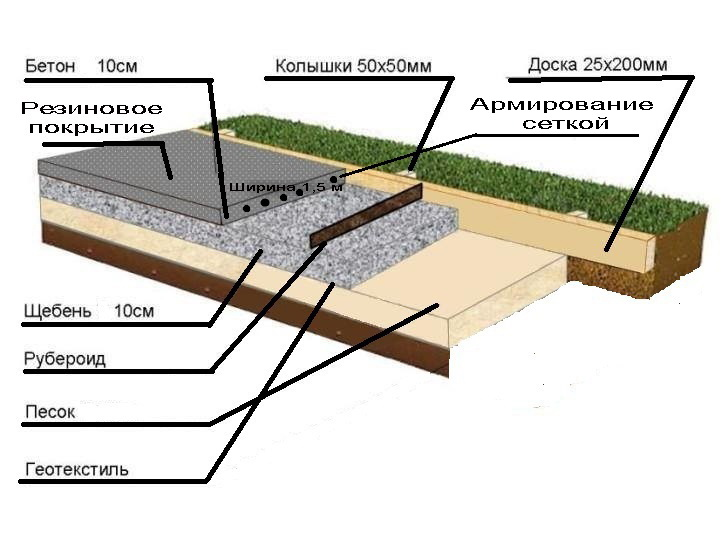 Бетон 10см
Колышки 50х50мм
Доска 25х200мм
Резиновое
покрытие
Армирование
сеткой
Ширина 1,5 м
Щебень 10см
Рубероид
Песок
Геотекстиль